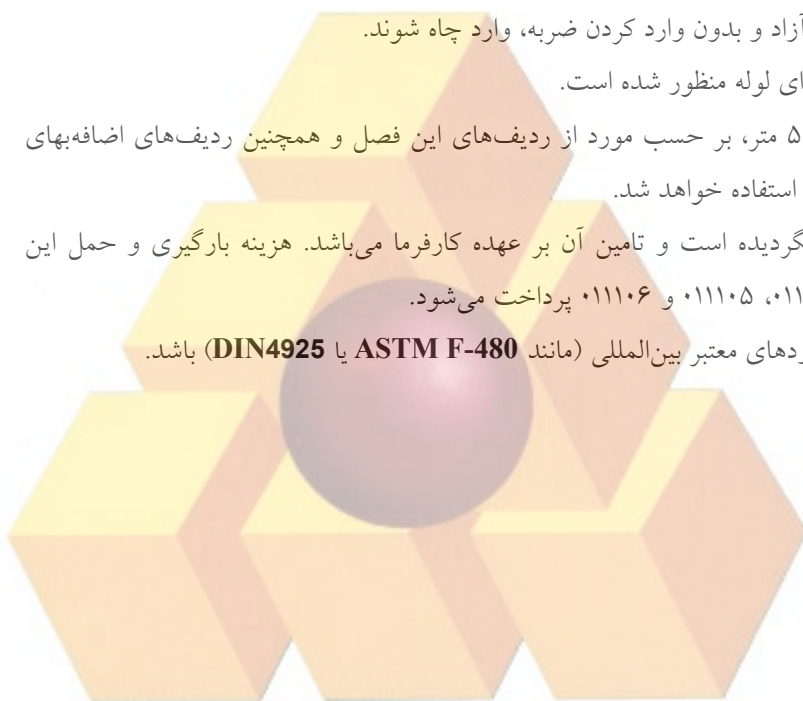 آزاد و بدون وارد کردن ضربه، وارد چاه شوند.
ای لوله منظور شده است.
۵ متر، بر حسب مورد از ردیف‌های این فصل و همچنین ردیف‌های اضافه‌بهای
استفاده خواهد شد.
گردیده است و تامین آن بر عهده کارفرما می‌باشد. هزینه بارگیری و حمل این
۰۱۱، ۰۱۱۱۰۵ و ۰۱۱۱۰۶ پرداخت می‌شود.
ردهای معتبر بین‌المللی (مانند ASTM F-480 یا DIN4925) باشد.